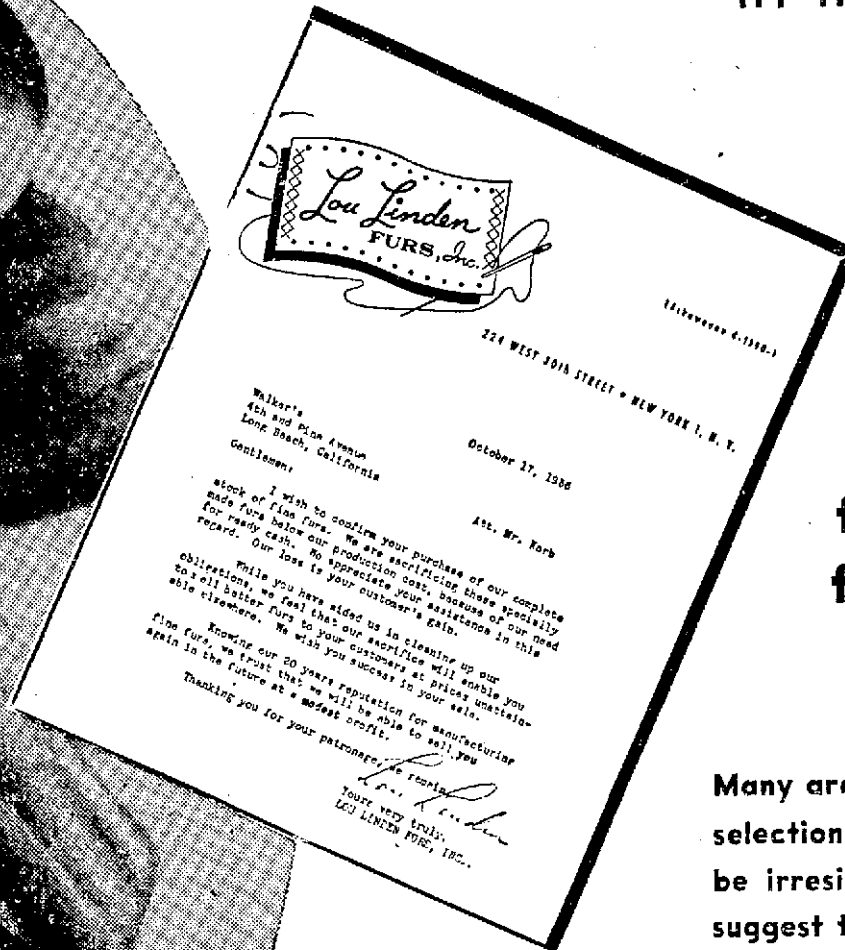 Lou Linden
FURS, Inc.
224 WEST 30th STREET • NEW YORK 1, N. Y.
Walker's
4th and Pine Avenue
Long Beach, California
October 17, 1956
Att. Mr. Korb
Gentlemen:
I wish to confirm your purchase of our complete
stock of fine furs. We are sacrificing these specially
made furs below our production cost, because of our need
for ready cash. We appreciate your assistance in this
regard. Our loss is your customer's gain.
While you have aided us in cleaning up our
obligations, we feel that our sacrifice will enable you
to sell better furs to your customers at prices unattain-
able elsewhere. We wish you success in your sale.
Knowing our 20 years reputation for manufacturing
fine furs, we trust that we will be able to sell you
again in the future at a modest profit.
Thanking you for your patronage, we remain
Yours very truly,
LOU LINDEN FURS, INC.
f
f
Many are
selection
be irresi
suggest t